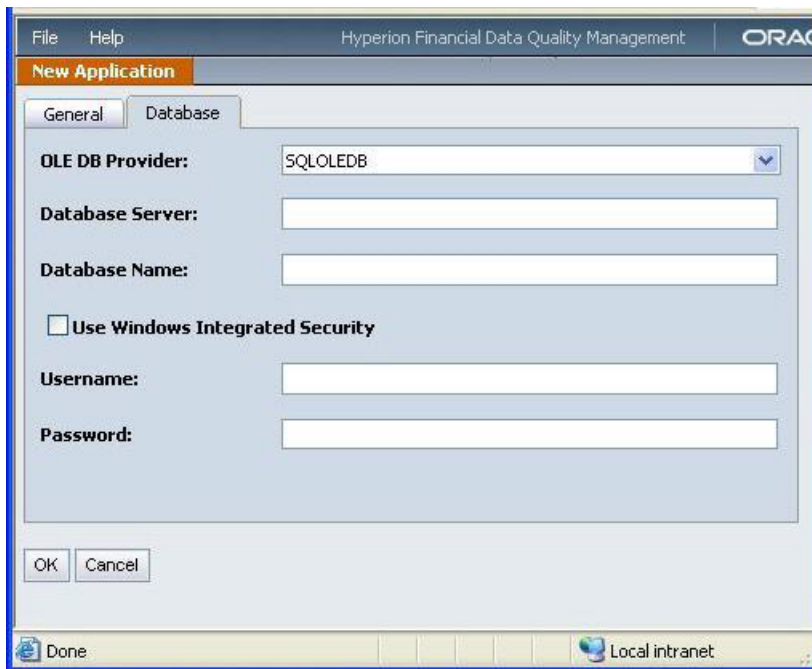 File Help Hyperion Financial Data Quality Management ORAC
New Application
General Database
OLE DB Provider: SQLOLEDB
Database Server:
Database Name:
Use Windows Integrated Security
Username:
Password:
OK Cancel
Done Local intranet